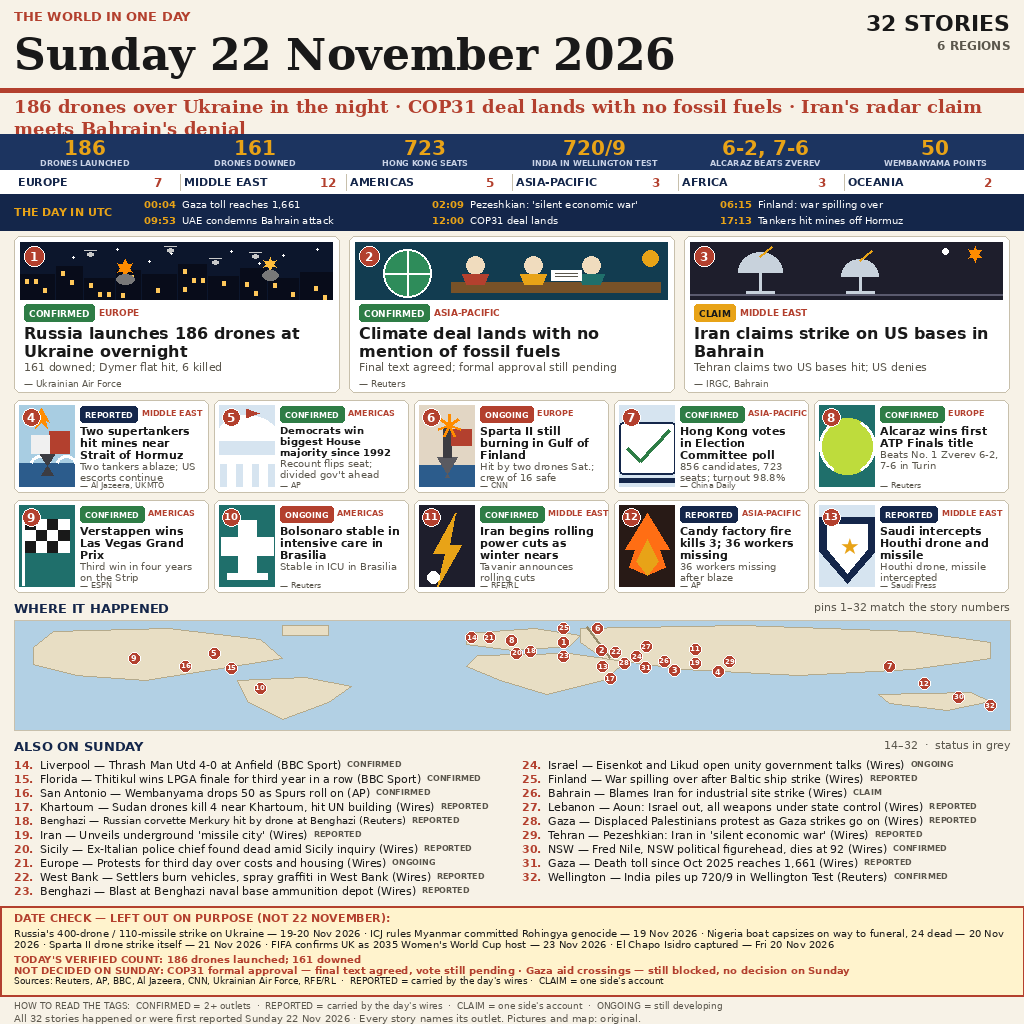 THE WORLD IN ONE DAY
Sunday 22 November 2026
32 STORIES
6 REGIONS
186 drones over Ukraine in the night · COP31 deal lands with no fossil fuels · Iran's radar claim
meets Bahrain's denial
186
DRONES LAUNCHED
161
DRONES DOWNED
723
HONG KONG SEATS
720/9
INDIA IN WELLINGTON TEST
6-2, 7-6
ALCARAZ BEATS ZVEREV
50
WEMBANYAMA POINTS
EUROPE 7
MIDDLE EAST 12
AMERICAS 5
ASIA-PACIFIC 3
AFRICA 3
OCEANIA 2
THE DAY IN UTC
00:04 Gaza toll reaches 1,661
02:09 Pezeshkian: 'silent economic war'
06:15 Finland: war spilling over
09:53 UAE condemns Bahrain attack
12:00 COP31 deal lands
17:13 Tankers hit mines off Hormuz
1
CONFIRMED EUROPE
Russia launches 186 drones at
Ukraine overnight
161 downed; Dymer flat hit, 6 killed
— Ukrainian Air Force
2
CONFIRMED ASIA-PACIFIC
Climate deal lands with no
mention of fossil fuels
Final text agreed; formal approval still pending
— Reuters
3
CLAIM MIDDLE EAST
Iran claims strike on US bases in
Bahrain
Tehran claims two US bases hit; US denies
— IRGC, Bahrain
4
REPORTED MIDDLE EAST
Two supertankers
hit mines near
Strait of Hormuz
Two tankers ablaze; US
escorts continue
— Al Jazeera, UKMTO
5
CONFIRMED AMERICAS
Democrats win
biggest House
majority since 1992
Recount flips seat;
divided gov't ahead
— AP
6
ONGOING EUROPE
Sparta II still
burning in Gulf of
Finland
Hit by two drones Sat.;
crew of 16 safe
— CNN
7
CONFIRMED ASIA-PACIFIC
Hong Kong votes
in Election
Committee poll
856 candidates, 723
seats; turnout 98.8%
— China Daily
8
CONFIRMED EUROPE
Alcaraz wins first
ATP Finals title
Beats No. 1 Zverev 6-2,
7-6 in Turin
— Reuters
9
CONFIRMED AMERICAS
Verstappen wins
Las Vegas Grand
Prix
Third win in four years
on the Strip
— ESPN
10
ONGOING AMERICAS
Bolsonaro stable in
intensive care in
Brasilia
Stable in ICU in Brasilia
— Reuters
11
CONFIRMED MIDDLE EAST
Iran begins rolling
power cuts as
winter nears
Tavanir announces
rolling cuts
— RFE/RL
12
REPORTED ASIA-PACIFIC
Candy factory fire
kills 3; 36 workers
missing
36 workers missing
after blaze
— AP
13
REPORTED MIDDLE EAST
Saudi intercepts
Houthi drone and
missile
Houthi drone, missile
intercepted
— Saudi Press
WHERE IT HAPPENED
pins 1–32 match the story numbers
14 21 8 20 18 25 1 23 6 2 22 13 28 24 17 27 31 26 3 11 19 4 29
9 16 5 15 10 7 12 30 32
ALSO ON SUNDAY
14–32 · status in grey
14. Liverpool — Thrash Man Utd 4-0 at Anfield (BBC Sport) CONFIRMED
15. Florida — Thitikul wins LPGA finale for third year in a row (BBC Sport) CONFIRMED
16. San Antonio — Wembanyama drops 50 as Spurs roll on (AP) CONFIRMED
17. Khartoum — Sudan drones kill 4 near Khartoum, hit UN building (Wires) REPORTED
18. Benghazi — Russian corvette Merkury hit by drone at Benghazi (Reuters) REPORTED
19. Iran — Unveils underground 'missile city' (Wires) REPORTED
20. Sicily — Ex-Italian police chief found dead amid Sicily inquiry (Wires) REPORTED
21. Europe — Protests for third day over costs and housing (Wires) ONGOING
22. West Bank — Settlers burn vehicles, spray graffiti in West Bank (Wires) REPORTED
23. Benghazi — Blast at Benghazi naval base ammunition depot (Wires) REPORTED
24. Israel — Eisenkot and Likud open unity government talks (Wires) ONGOING
25. Finland — War spilling over after Baltic ship strike (Wires) REPORTED
26. Bahrain — Blames Iran for industrial site strike (Wires) CLAIM
27. Lebanon — Aoun: Israel out, all weapons under state control (Wires) REPORTED
28. Gaza — Displaced Palestinians protest as Gaza strikes go on (Wires) REPORTED
29. Tehran — Pezeshkian: Iran in 'silent economic war' (Wires) REPORTED
30. NSW — Fred Nile, NSW political figurehead, dies at 92 (Wires) CONFIRMED
31. Gaza — Death toll since Oct 2025 reaches 1,661 (Wires) REPORTED
32. Wellington — India piles up 720/9 in Wellington Test (Reuters) CONFIRMED
DATE CHECK — LEFT OUT ON PURPOSE (NOT 22 NOVEMBER):
Russia's 400-drone / 110-missile strike on Ukraine — 19-20 Nov 2026 · ICJ rules Myanmar committed Rohingya genocide — 19 Nov 2026 · Nigeria boat capsizes on way to funeral, 24 dead — 20 Nov
2026 · Sparta II drone strike itself — 21 Nov 2026 · FIFA confirms UK as 2035 Women's World Cup host — 23 Nov 2026 · El Chapo Isidro captured — Fri 20 Nov 2026
TODAY'S VERIFIED COUNT: 186 drones launched; 161 downed
NOT DECIDED ON SUNDAY: COP31 formal approval — final text agreed, vote still pending · Gaza aid crossings — still blocked, no decision on Sunday
Sources: Reuters, AP, BBC, Al Jazeera, CNN, Ukrainian Air Force, RFE/RL · REPORTED = carried by the day's wires · CLAIM = one side's account
HOW TO READ THE TAGS: CONFIRMED = 2+ outlets · REPORTED = carried by the day's wires · CLAIM = one side's account · ONGOING = still developing
All 32 stories happened or were first reported Sunday 22 Nov 2026 · Every story names its outlet. Pictures and map: original.